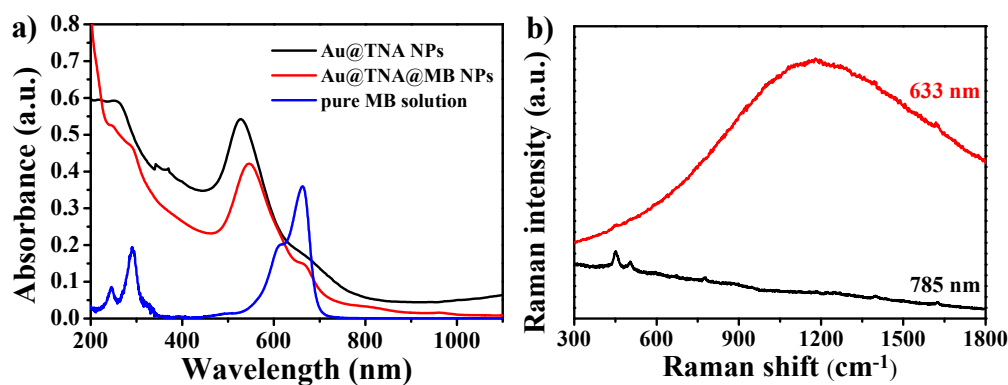 a)
Absorbance (a.u.)
0.8
0.7
0.6
0.5
0.4
0.3
0.2
0.1
0.0
Au@TNA NPs
Au@TNA@MB NPs
pure MB solution
200 400 600 800 1000
Wavelength (nm)
b)
Raman intensity (a.u.)
633 nm
785 nm
300 600 900 1200 1500 1800
Raman shift (cm⁻¹)